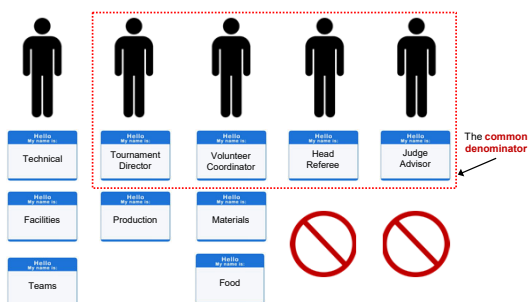 Hello
My name is:
Technical
Hello
My name is:
Tournament
Director
Hello
My name is:
Volunteer
Coordinator
Hello
My name is:
Head
Referee
Hello
My name is:
Judge
Advisor
The common
denominator
Hello
My name is:
Facilities
Hello
My name is:
Production
Hello
My name is:
Materials
Hello
My name is:
Teams
Hello
My name is:
Food